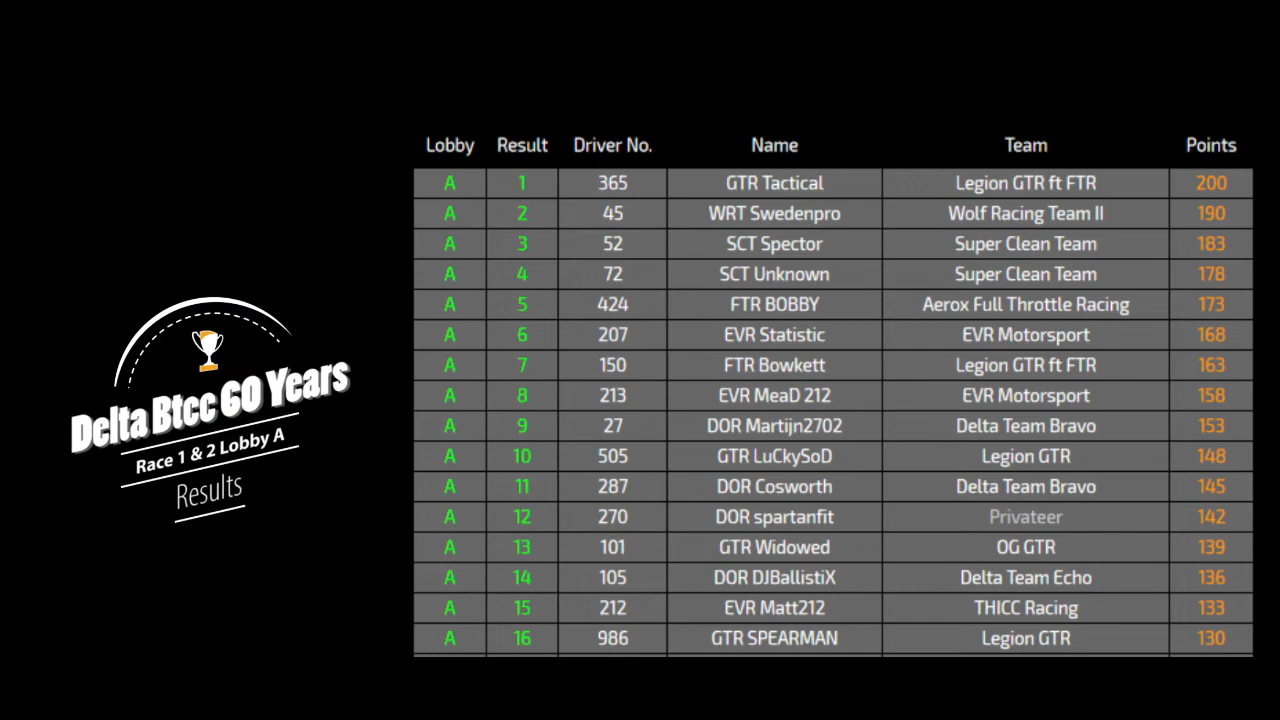 Delta Btcc 60 Years
Race 1 & 2 Lobby A
Results
Lobby Result Driver No. Name Team Points
A 1 365 GTR Tactical Legion GTR ft FTR 200
A 2 45 WRT Swedenpro Wolf Racing Team II 190
A 3 52 SCT Spector Super Clean Team 183
A 4 72 SCT Unknown Super Clean Team 178
A 5 424 FTR BOBBY Aerox Full Throttle Racing 173
A 6 207 EVR Statistic EVR Motorsport 168
A 7 150 FTR Bowkett Legion GTR ft FTR 163
A 8 213 EVR MeaD 212 EVR Motorsport 158
A 9 27 DOR Martijn2702 Delta Team Bravo 153
A 10 505 GTR LuCkySoD Legion GTR 148
A 11 287 DOR Cosworth Delta Team Bravo 145
A 12 270 DOR spartanfit Privateer 142
A 13 101 GTR Widowed OG GTR 139
A 14 105 DOR DJBallistiX Delta Team Echo 136
A 15 212 EVR Matt212 THICC Racing 133
A 16 986 GTR SPEARMAN Legion GTR 130